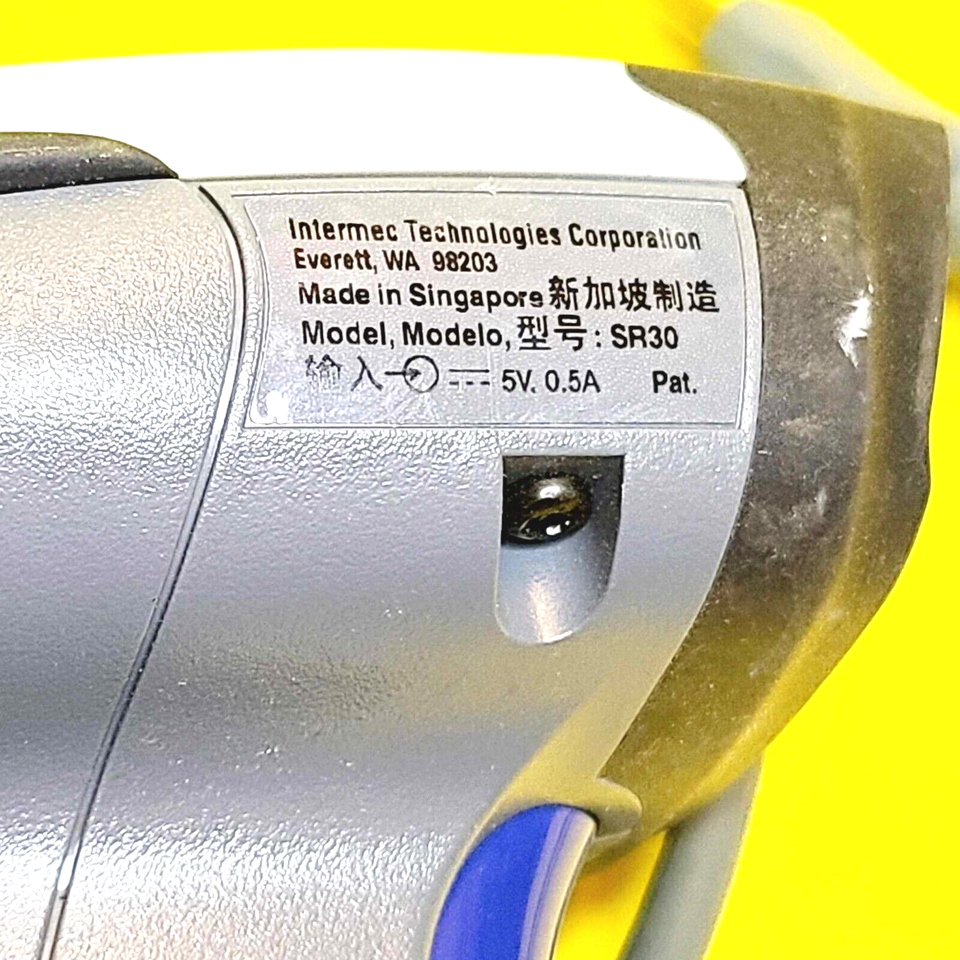 Intermec Technologies Corporation
Everett, WA 98203
Made in Singapore 新加坡制造
Model, Modelo, 型号: SR30
输入 5V. 0.5A Pat.